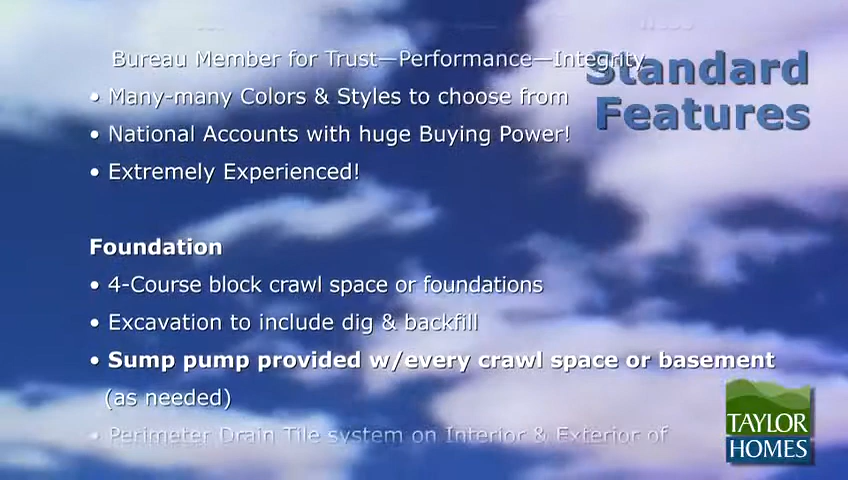 Bureau Member for Trust—Performance—Integrity
Standard
Features
• Many-many Colors & Styles to choose from
• National Accounts with huge Buying Power!
• Extremely Experienced!
Foundation
• 4-Course block crawl space or foundations
• Excavation to include dig & backfill
• Sump pump provided w/every crawl space or basement
(as needed)
• Perimeter Drain Tile system on Interior & Exterior of
TAYLOR
HOMES